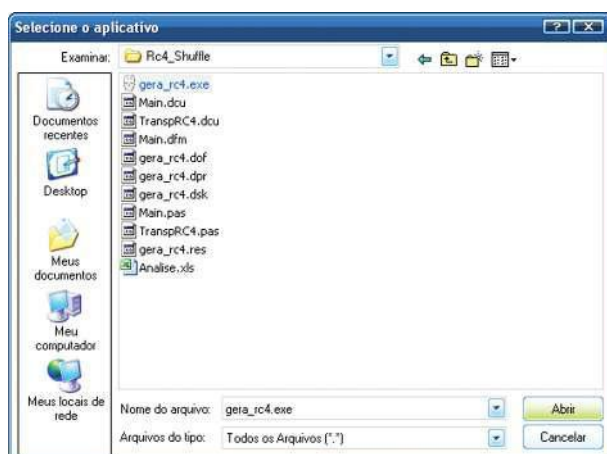 Selecione o aplicativo
Examinar: Rc4_Shuffle
gera_rc4.exe
Main.dcu
TranspRC4.dcu
Main.dfm
gera_rc4.dof
gera_rc4.dpr
gera_rc4.dsk
Main.pas
TranspRC4.pas
gera_rc4.res
Analise.xls
Documentos
recentes
Desktop
Meus
documentos
Meu
computador
Meus locais de
rede
Nome do arquivo: gera_rc4.exe Abrir
Arquivos do tipo: Todos os Arquivos (*.*) Cancelar